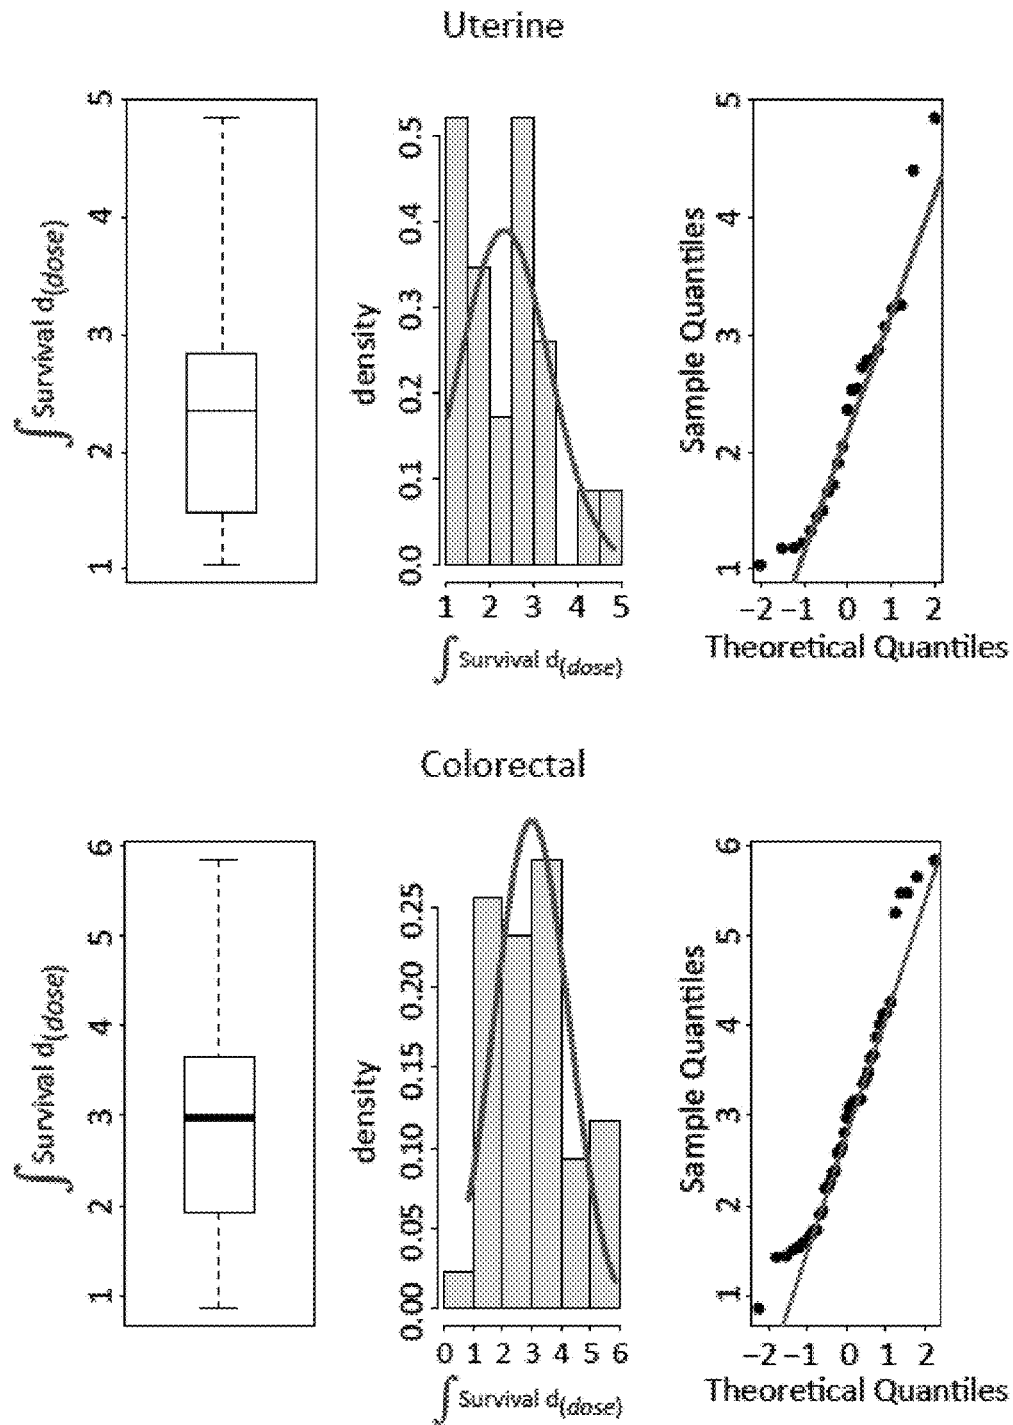 Uterine
∫ Survival d(dose)
5
4
3
2
1
density
0.5
0.4
0.3
0.2
0.1
0.0
1 2 3 4 5
∫ Survival d(dose)
Sample Quantiles
5
4
3
2
1
−2 −1 0 1 2
Theoretical Quantiles
Colorectal
∫ Survival d(dose)
6
5
4
3
2
1
density
0.25
0.20
0.15
0.10
0.05
0.00
0 1 2 3 4 5 6
∫ Survival d(dose)
Sample Quantiles
6
5
4
3
2
1
−2 −1 0 1 2
Theoretical Quantiles